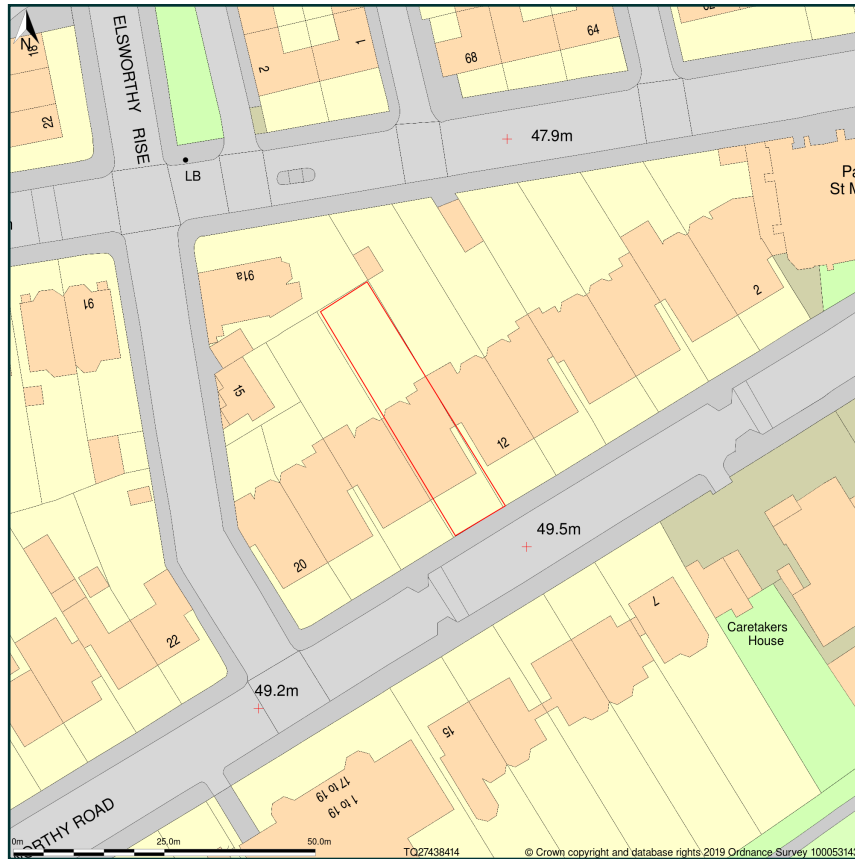 N
18
22
ELSWORTHY RISE
2
1
68
64
47.9m
LB
Pa
St M
91a
91
15
2
12
20
49.5m
22
7
Caretakers
House
49.2m
15
17 to 19
1 to 19
ORTHY ROAD
0m
25.0m
50.0m
TQ27438414
© Crown copyright and database rights 2019 Ordnance Survey 10005314